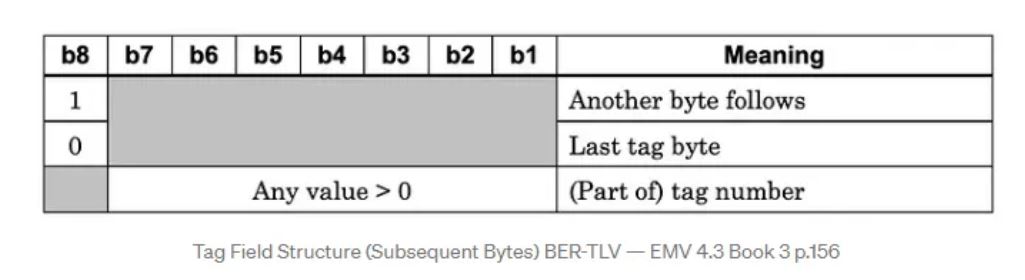 b8 b7 b6 b5 b4 b3 b2 b1 Meaning
1 Another byte follows
0 Last tag byte
Any value > 0 (Part of) tag number
Tag Field Structure (Subsequent Bytes) BER-TLV — EMV 4.3 Book 3 p.156